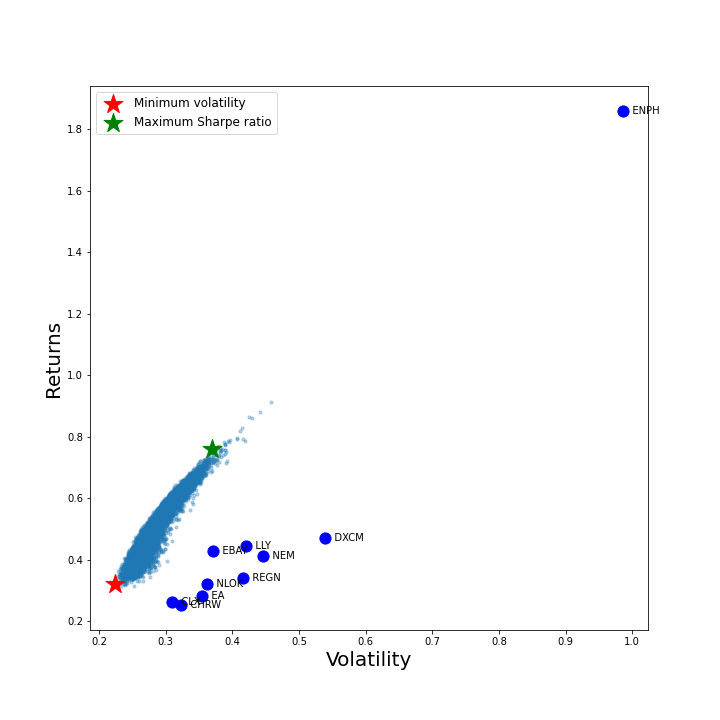 Minimum volatility
Maximum Sharpe ratio
ENPH
1.8
1.6
1.4
1.2
1.0
0.8
0.6
0.4
0.2
Returns
DXCM
LLY
EBAY
NEM
REGN
NLOK
EA
CHRW
0.2
0.3
0.4
0.5
0.6
0.7
0.8
0.9
1.0
Volatility